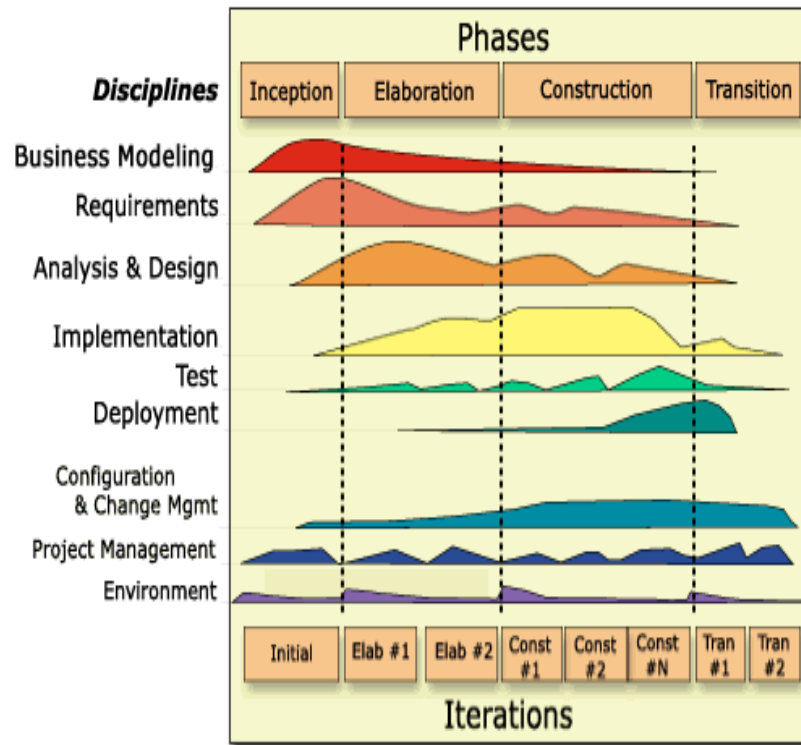 Phases
Disciplines
Inception
Elaboration
Construction
Transition
Business Modeling
Requirements
Analysis & Design
Implementation
Test
Deployment
Configuration
& Change Mgmt
Project Management
Environment
Initial
Elab #1
Elab #2
Const
#1
Const
#2
Const
#N
Tran
#1
Tran
#2
Iterations